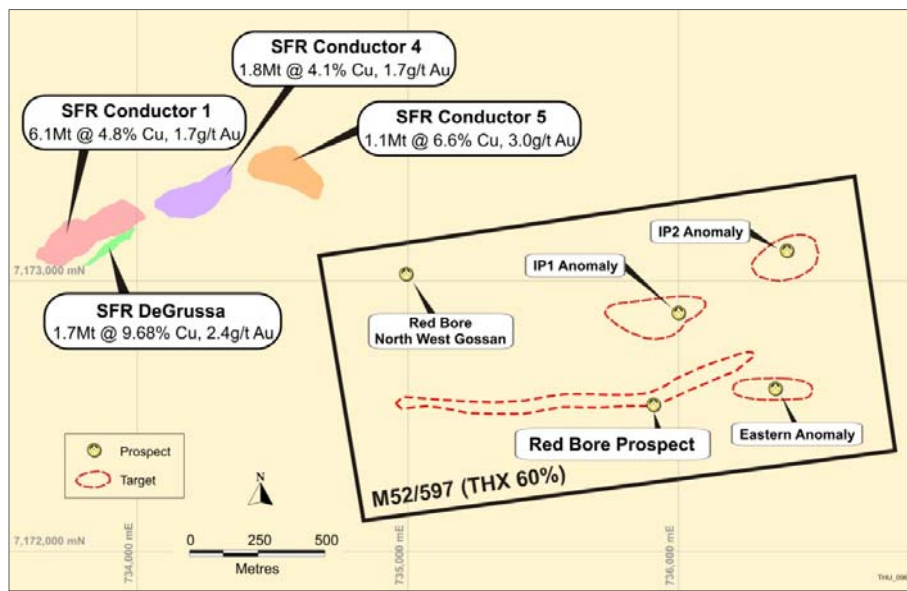 SFR Conductor 4
1.8Mt @ 4.1% Cu, 1.7g/t Au
SFR Conductor 1
6.1Mt @ 4.8% Cu, 1.7g/t Au
SFR Conductor 5
1.1Mt @ 6.6% Cu, 3.0g/t Au
IP2 Anomaly
IP1 Anomaly
7,173,000 mN
SFR DeGrussa
1.7Mt @ 9.68% Cu, 2.4g/t Au
Red Bore
North West Gossan
Red Bore Prospect
Eastern Anomaly
Prospect
Target
N
M52/597 (THX 60%)
7,172,000 mN
0 250 500
Metres
734,000 mE
735,000 mE
736,000 mE